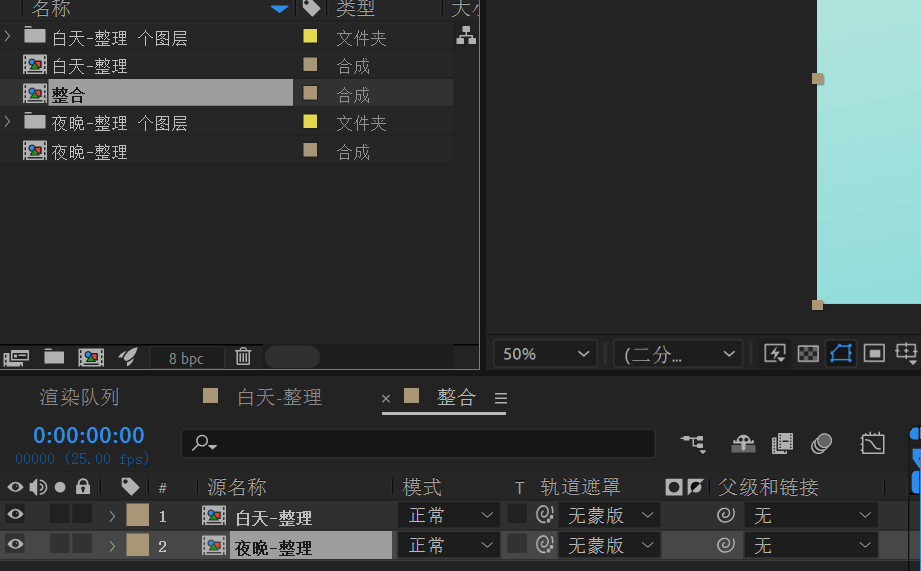 名称 类型 大小
白天-整理 个图层 文件夹
白天-整理 合成
整合 合成
夜晚-整理 个图层 文件夹
夜晚-整理 合成
8 bpc
50% (二分...
渲染队列 白天-整理 × 整合 ☰
0:00:00:00
00000 (25.00 fps)
# 源名称 模式 T 轨道遮罩 父级和链接
1 白天-整理 正常 无蒙版 无
2 夜晚-整理 正常 无蒙版 无